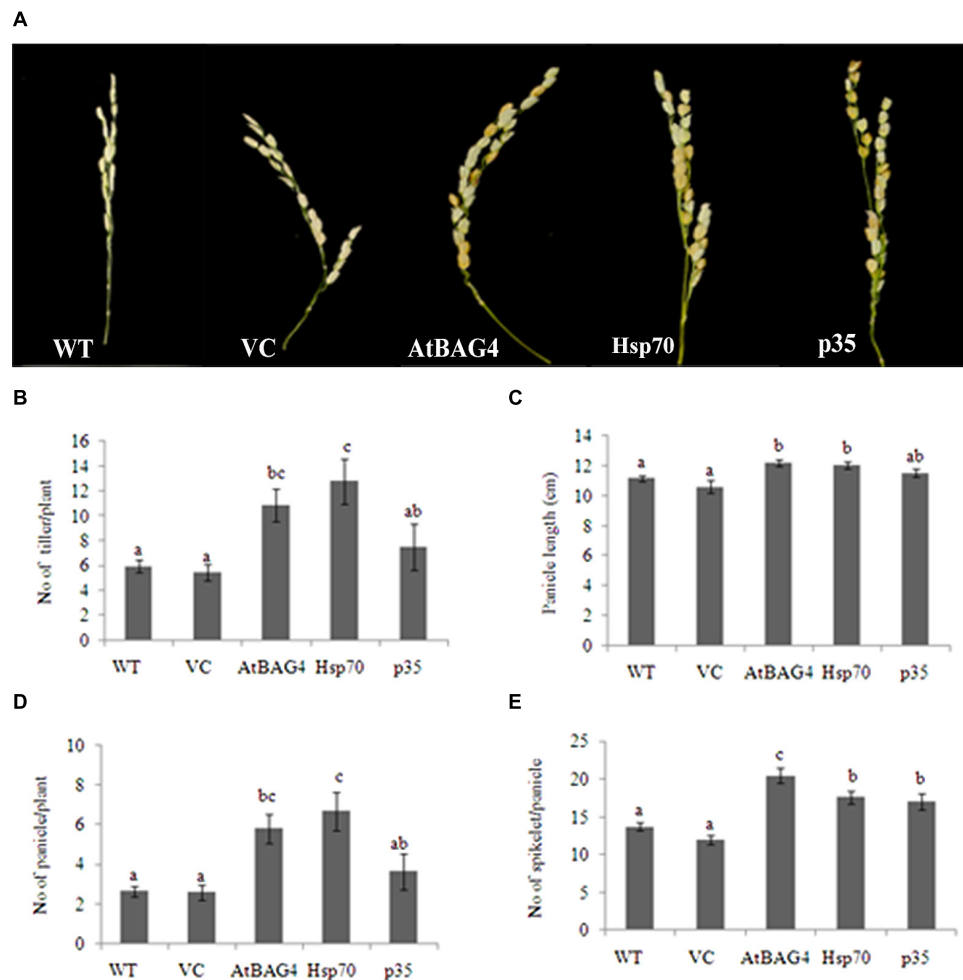 A
WT
VC
AtBAG4
Hsp70
p35
B
No of tiller/plant
16
14
12
10
8
6
4
2
0
a
a
bc
c
ab
WT
VC
AtBAG4
Hsp70
p35
C
Panicle length (cm)
14
12
10
8
6
4
2
0
a
a
b
b
ab
WT
VC
AtBAG4
Hsp70
p35
D
No of panicle/plant
10
8
6
4
2
0
a
a
bc
c
ab
WT
VC
AtBAG4
Hsp70
p35
E
No of spikelet/panicle
25
20
15
10
5
0
a
a
c
b
b
WT
VC
AtBAG4
Hsp70
p35